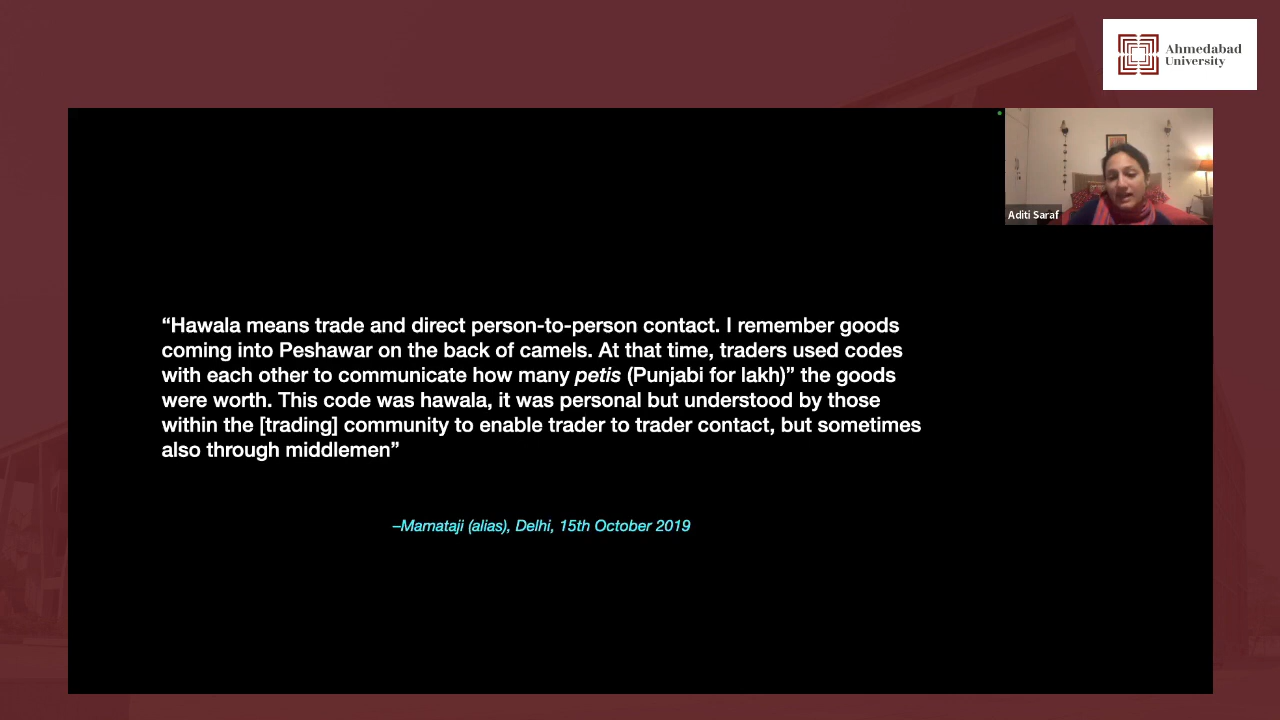 Ahmedabad
University
Aditi Saraf
“Hawala means trade and direct person-to-person contact. I remember goods
coming into Peshawar on the back of camels. At that time, traders used codes
with each other to communicate how many petis (Punjabi for lakh)” the goods
were worth. This code was hawala, it was personal but understood by those
within the [trading] community to enable trader to trader contact, but sometimes
also through middlemen”
–Mamataji (alias), Delhi, 15th October 2019